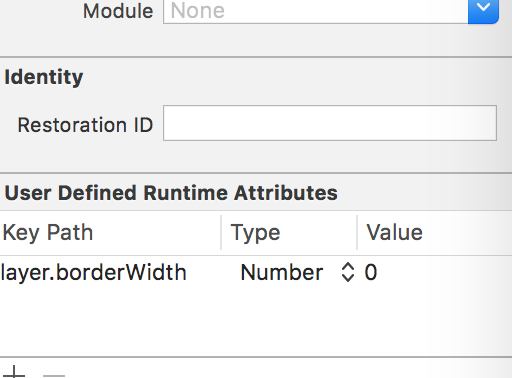 Module None
Identity
Restoration ID
User Defined Runtime Attributes
Key Path Type Value
layer.borderWidth Number 0